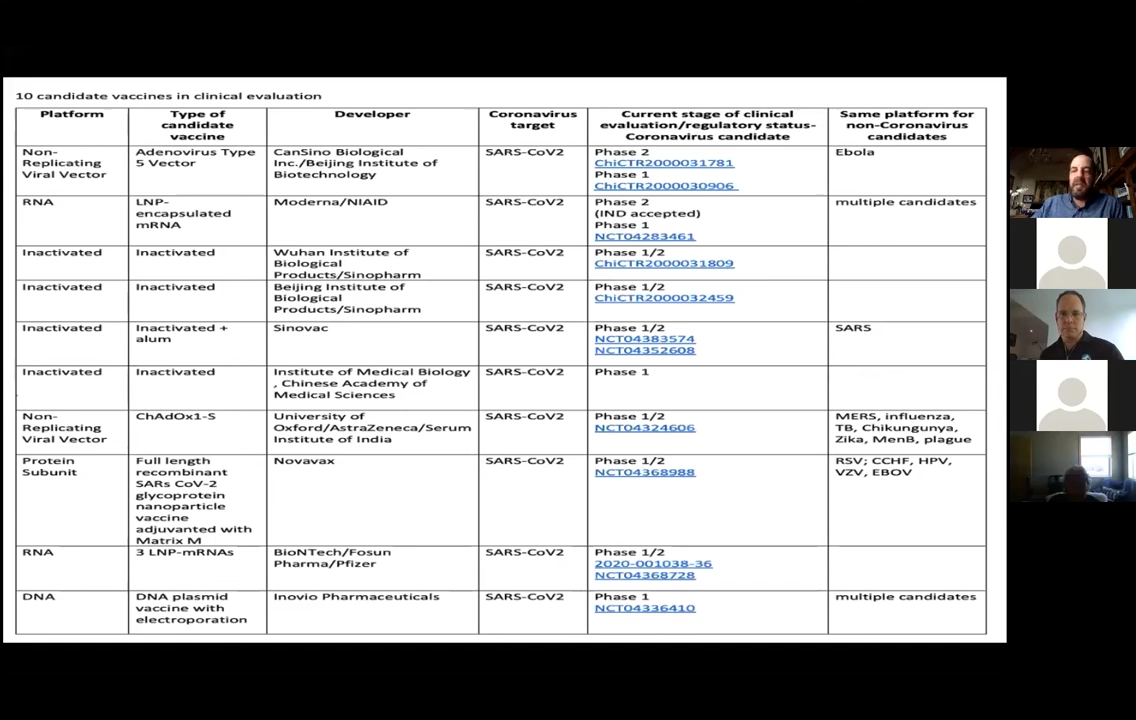 10 candidate vaccines in clinical evaluation
Platform
Type of
candidate
vaccine
Developer
Coronavirus
target
Current stage of clinical
evaluation/regulatory status-
Coronavirus candidate
Same platform for
non-Coronavirus
candidates
Non-
Replicating
Viral Vector
Adenovirus Type
5 Vector
CanSino Biological
Inc./Beijing Institute of
Biotechnology
SARS-CoV2
Phase 2
ChiCTR2000031781
Phase 1
ChiCTR2000030906
Ebola
RNA
LNP-
encapsulated
mRNA
Moderna/NIAID
SARS-CoV2
Phase 2
(IND accepted)
Phase 1
NCT04283461
multiple candidates
Inactivated
Inactivated
Wuhan Institute of
Biological
Products/Sinopharm
SARS-CoV2
Phase 1/2
ChiCTR2000031809
Inactivated
Inactivated
Beijing Institute of
Biological
Products/Sinopharm
SARS-CoV2
Phase 1/2
ChiCTR2000032459
Inactivated
Inactivated +
alum
Sinovac
SARS-CoV2
Phase 1/2
NCT04383574
NCT04352608
SARS
Inactivated
Inactivated
Institute of Medical Biology
, Chinese Academy of
Medical Sciences
SARS-CoV2
Phase 1
Non-
Replicating
Viral Vector
ChAdOx1-S
University of
Oxford/AstraZeneca/Serum
Institute of India
SARS-CoV2
Phase 1/2
NCT04324606
MERS, influenza,
TB, Chikungunya,
Zika, MenB, plague
Protein
Subunit
Full length
recombinant
SARs CoV-2
glycoprotein
nanoparticle
vaccine
adjuvanted with
Matrix M
Novavax
SARS-CoV2
Phase 1/2
NCT04368988
RSV; CCHF, HPV,
VZV, EBOV
RNA
3 LNP-mRNAs
BioNTech/Fosun
Pharma/Pfizer
SARS-CoV2
Phase 1/2
2020-001038-36
NCT04368728
DNA
DNA plasmid
vaccine with
electroporation
Inovio Pharmaceuticals
SARS-CoV2
Phase 1
NCT04336410
multiple candidates